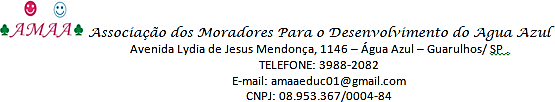 AMAA Associação dos Moradores Para o Desenvolvimento do Agua Azul
Avenida Lydia de Jesus Mendonça, 1146 – Água Azul – Guarulhos/ SP .
TELEFONE: 3988-2082
E-mail: amaaeduc01@gmail.com
CNPJ: 08.953.367/0004-84